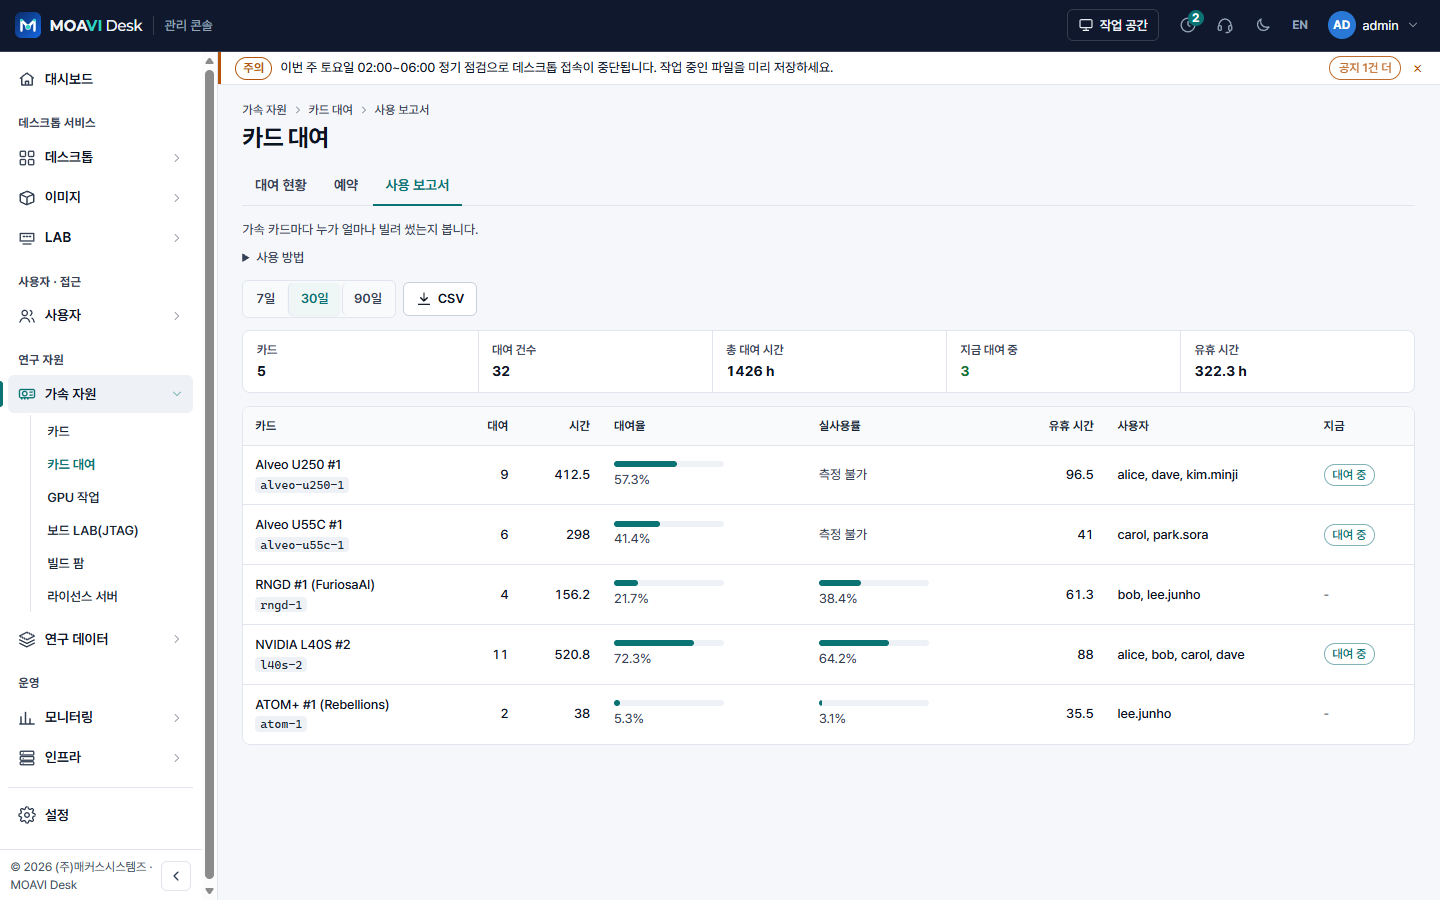 MOAVI Desk 관리 콘솔 작업 공간 2 EN AD admin
대시보드
데스크톱 서비스
데스크톱
이미지
LAB
사용자 · 접근
사용자
연구 자원
가속 자원
카드
카드 대여
GPU 작업
보드 LAB(JTAG)
빌드 팜
라이선스 서버
연구 데이터
운영
모니터링
인프라
설정
© 2026 (주)매커스시스템즈 ·
MOAVI Desk
주의 이번 주 토요일 02:00~06:00 정기 점검으로 데스크톱 접속이 중단됩니다. 작업 중인 파일을 미리 저장하세요. 공지 1건 더 ×
가속 자원 > 카드 대여 > 사용 보고서
카드 대여
대여 현황 예약 사용 보고서
가속 카드마다 누가 얼마나 빌려 썼는지 봅니다.
▶ 사용 방법
7일 30일 90일 CSV
카드 대여 건수 총 대여 시간 지금 대여 중 유휴 시간
5 32 1426 h 3 322.3 h
카드 대여 시간 대여율 실사용률 유휴 시간 사용자 지금
Alveo U250 #1
alveo-u250-1 9 412.5 57.3% 측정 불가 96.5 alice, dave, kim.minji 대여 중
Alveo U55C #1
alveo-u55c-1 6 298 41.4% 측정 불가 41 carol, park.sora 대여 중
RNGD #1 (FuriosaAI)
rngd-1 4 156.2 21.7% 38.4% 61.3 bob, lee.junho -
NVIDIA L40S #2
l40s-2 11 520.8 72.3% 64.2% 88 alice, bob, carol, dave 대여 중
ATOM+ #1 (Rebellions)
atom-1 2 38 5.3% 3.1% 35.5 lee.junho -